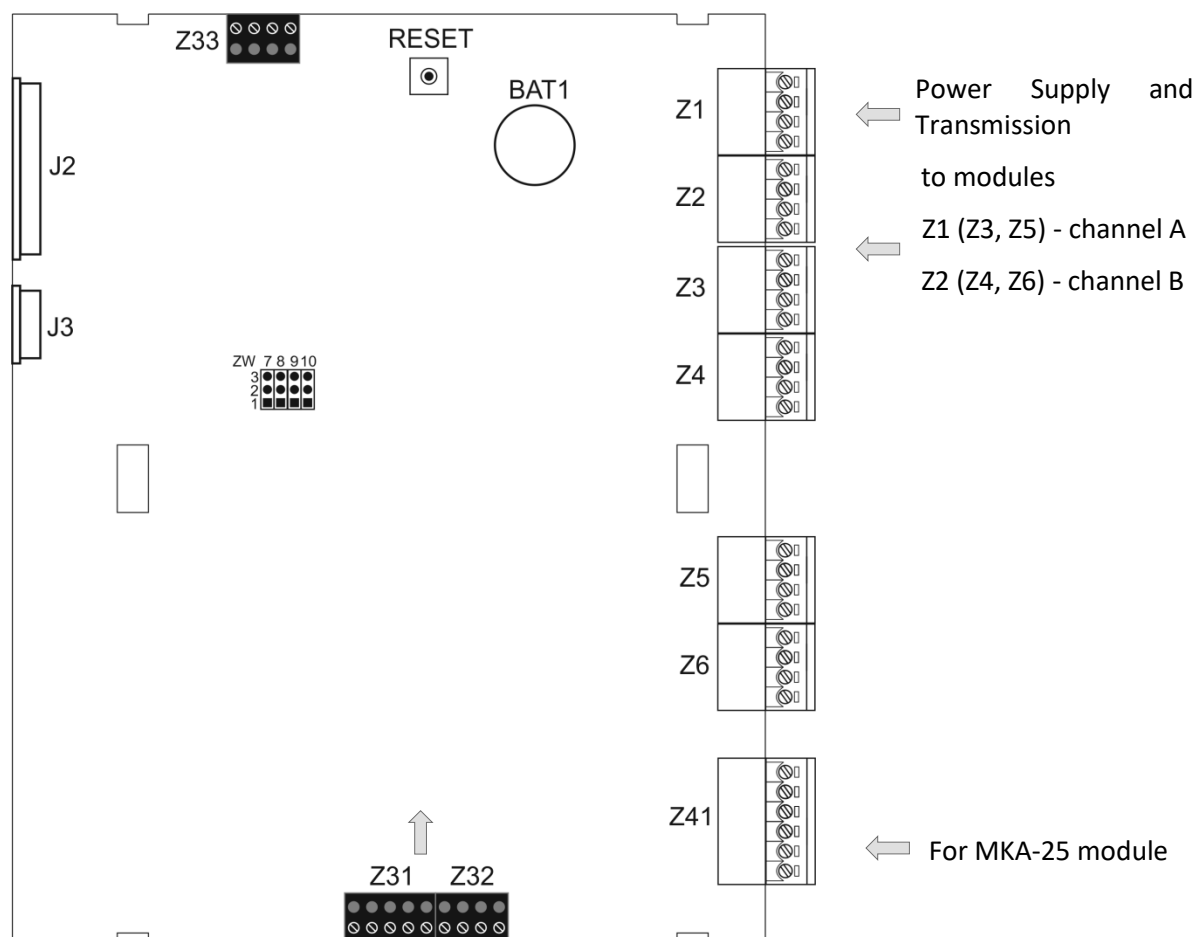 Z33
RESET
BAT1
J2
J3
ZW 7 8 9 10
3
2
1
Z1
Z2
Z3
Z4
Z5
Z6
Z41
Z31 Z32
Power Supply and
Transmission
to modules
Z1 (Z3, Z5) - channel A
Z2 (Z4, Z6) - channel B
For MKA-25 module